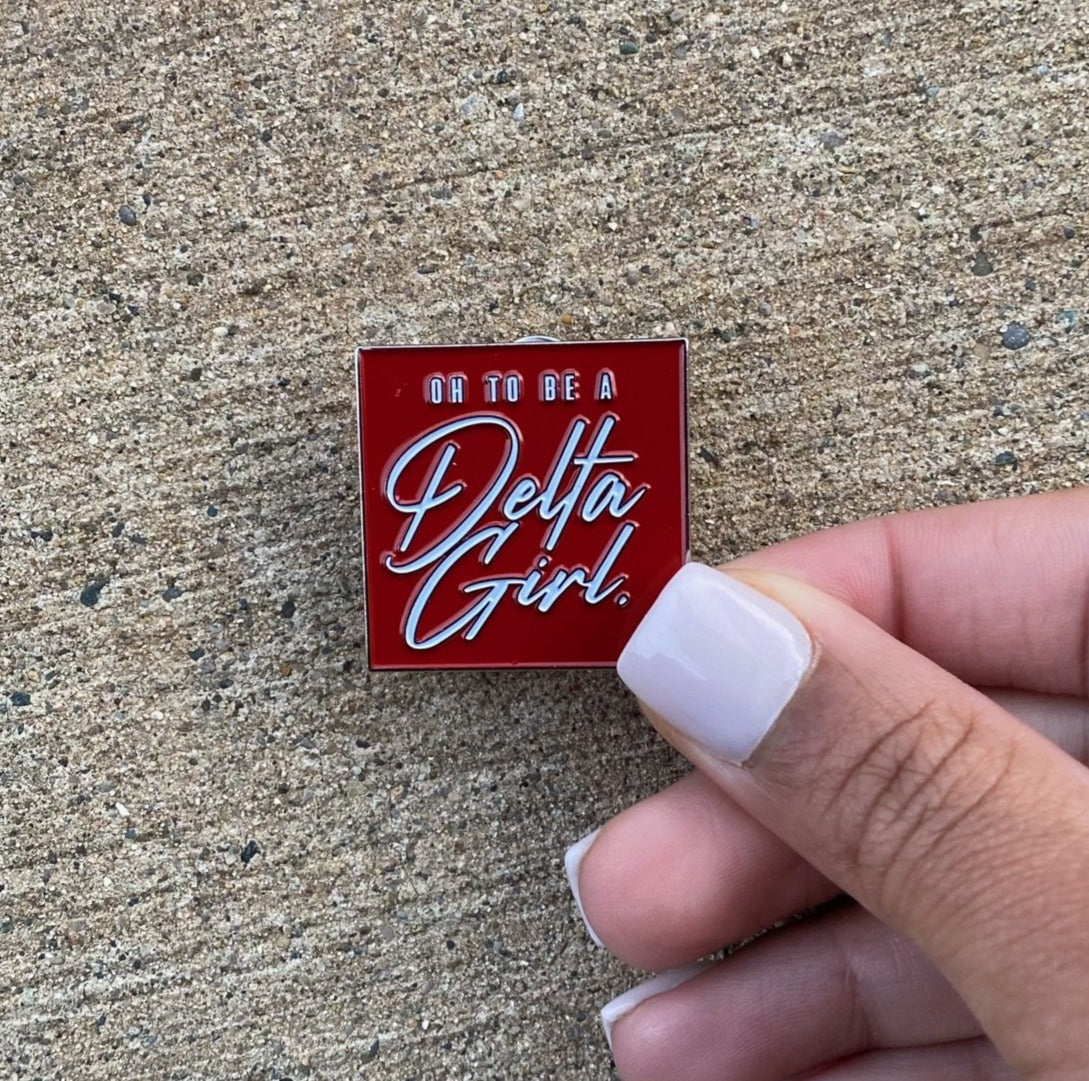 OH TO BE A
Delta
Girl.